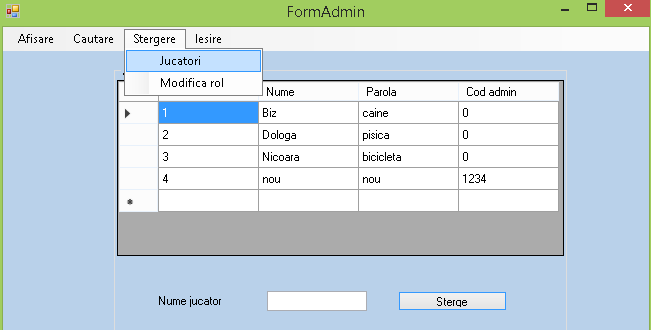 FormAdmin
Afisare Cautare Stergere Iesire
Jucatori
Modifica rol
Nume Parola Cod admin
1 Biz caine 0
2 Dologa pisica 0
3 Nicoara bicicleta 0
4 nou nou 1234
Nume jucator Sterge